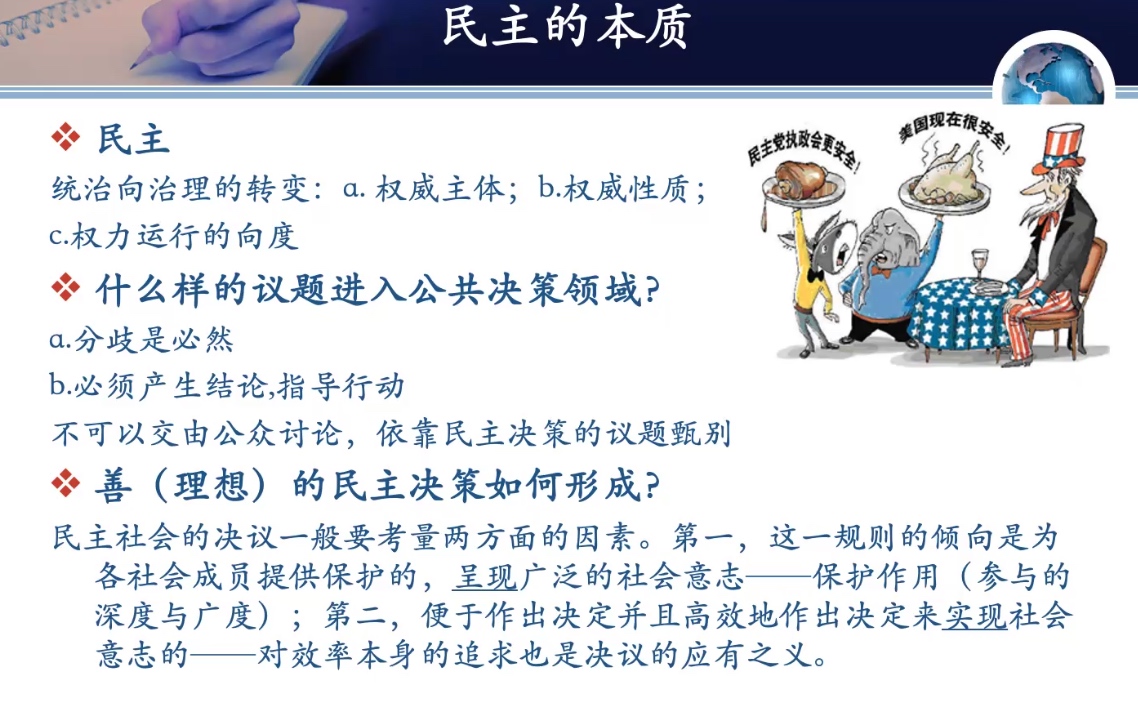 民主的本质
民主党执政会更安全！
美国现在很安全！
❖ 民主
统治向治理的转变：a. 权威主体；b.权威性质；
c.权力运行的向度
❖ 什么样的议题进入公共决策领域?
a.分歧是必然
b.必须产生结论,指导行动
不可以交由公众讨论，依靠民主决策的议题甄别
❖ 善（理想）的民主决策如何形成?
民主社会的决议一般要考量两方面的因素。第一，这一规则的倾向是为
各社会成员提供保护的，呈现广泛的社会意志——保护作用（参与的
深度与广度）；第二，便于作出决定并且高效地作出决定来实现社会
意志的——对效率本身的追求也是决议的应有之义。